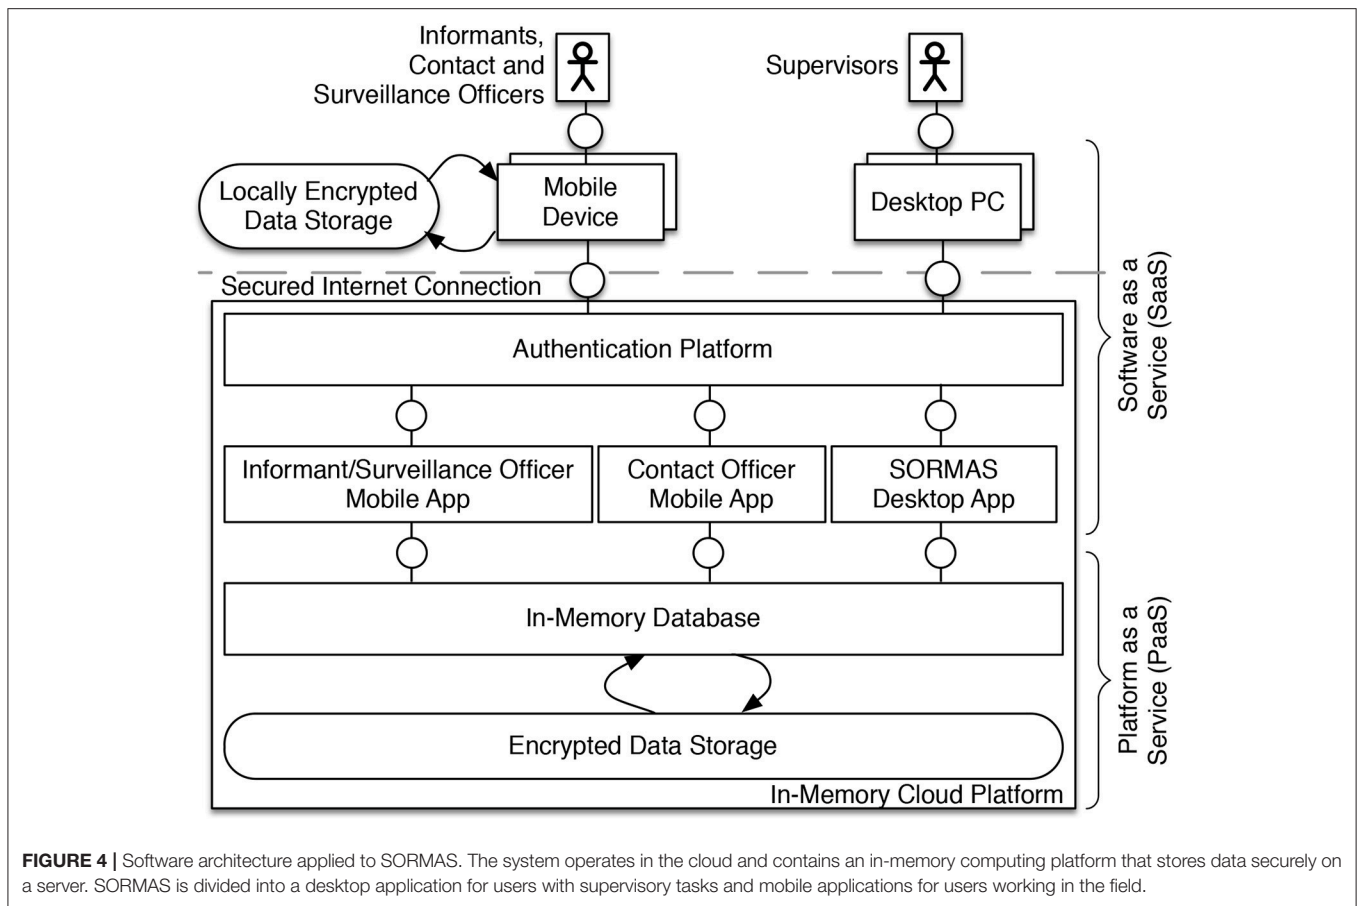 Informants,
Contact and
Surveillance Officers
Supervisors
Locally Encrypted
Data Storage
Mobile
Device
Desktop PC
Secured Internet Connection
Authentication Platform
Informant/Surveillance Officer
Mobile App
Contact Officer
Mobile App
SORMAS
Desktop App
In-Memory Database
Encrypted Data Storage
In-Memory Cloud Platform
Software as a
Service (SaaS)
Platform as a
Service (PaaS)
FIGURE 4 | Software architecture applied to SORMAS. The system operates in the cloud and contains an in-memory computing platform that stores data securely on
a server. SORMAS is divided into a desktop application for users with supervisory tasks and mobile applications for users working in the field.